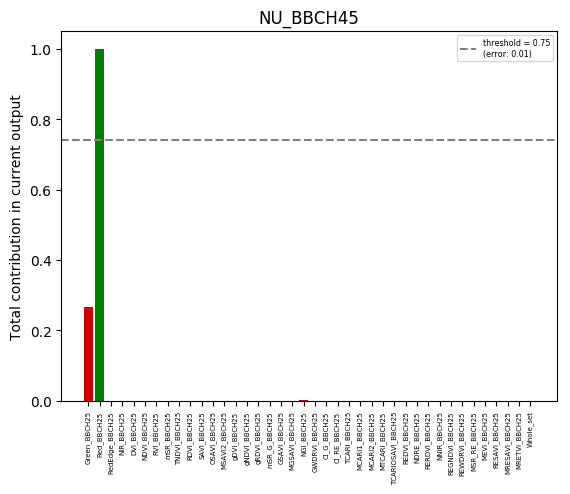 NU_BBCH45
threshold = 0.75
(error: 0.01)
Total contribution in current output
1.0
0.8
0.6
0.4
0.2
0.0
Green_BBCH25
Red_BBCH25
RedEdge_BBCH25
NIR_BBCH25
DVI_BBCH25
NDVI_BBCH25
RVI_BBCH25
mSR_BBCH25
TNDVI_BBCH25
RDVI_BBCH25
SAVI_BBCH25
OSAVI_BBCH25
MSAVI2_BBCH25
gDVI_BBCH25
gNDVI_BBCH25
gRDVI_BBCH25
mSR_G_BBCH25
GSAVI_BBCH25
MGSAVI_BBCH25
NGI_BBCH25
GWDRVI_BBCH25
CI_G_BBCH25
CI_RE_BBCH25
TCARI_BBCH25
MCARI1_BBCH25
MCARI2_BBCH25
MTCARI_BBCH25
TCARIOSAVI_BBCH25
REDVI_BBCH25
NDRE_BBCH25
RERDVI_BBCH25
NNIR_BBCH25
REGNDVI_BBCH25
REWDRVI_BBCH25
MSR_RE_BBCH25
MEVI_BBCH25
RESAVI_BBCH25
MRESAVI_BBCH25
MRETVI_BBCH25
Whole_set